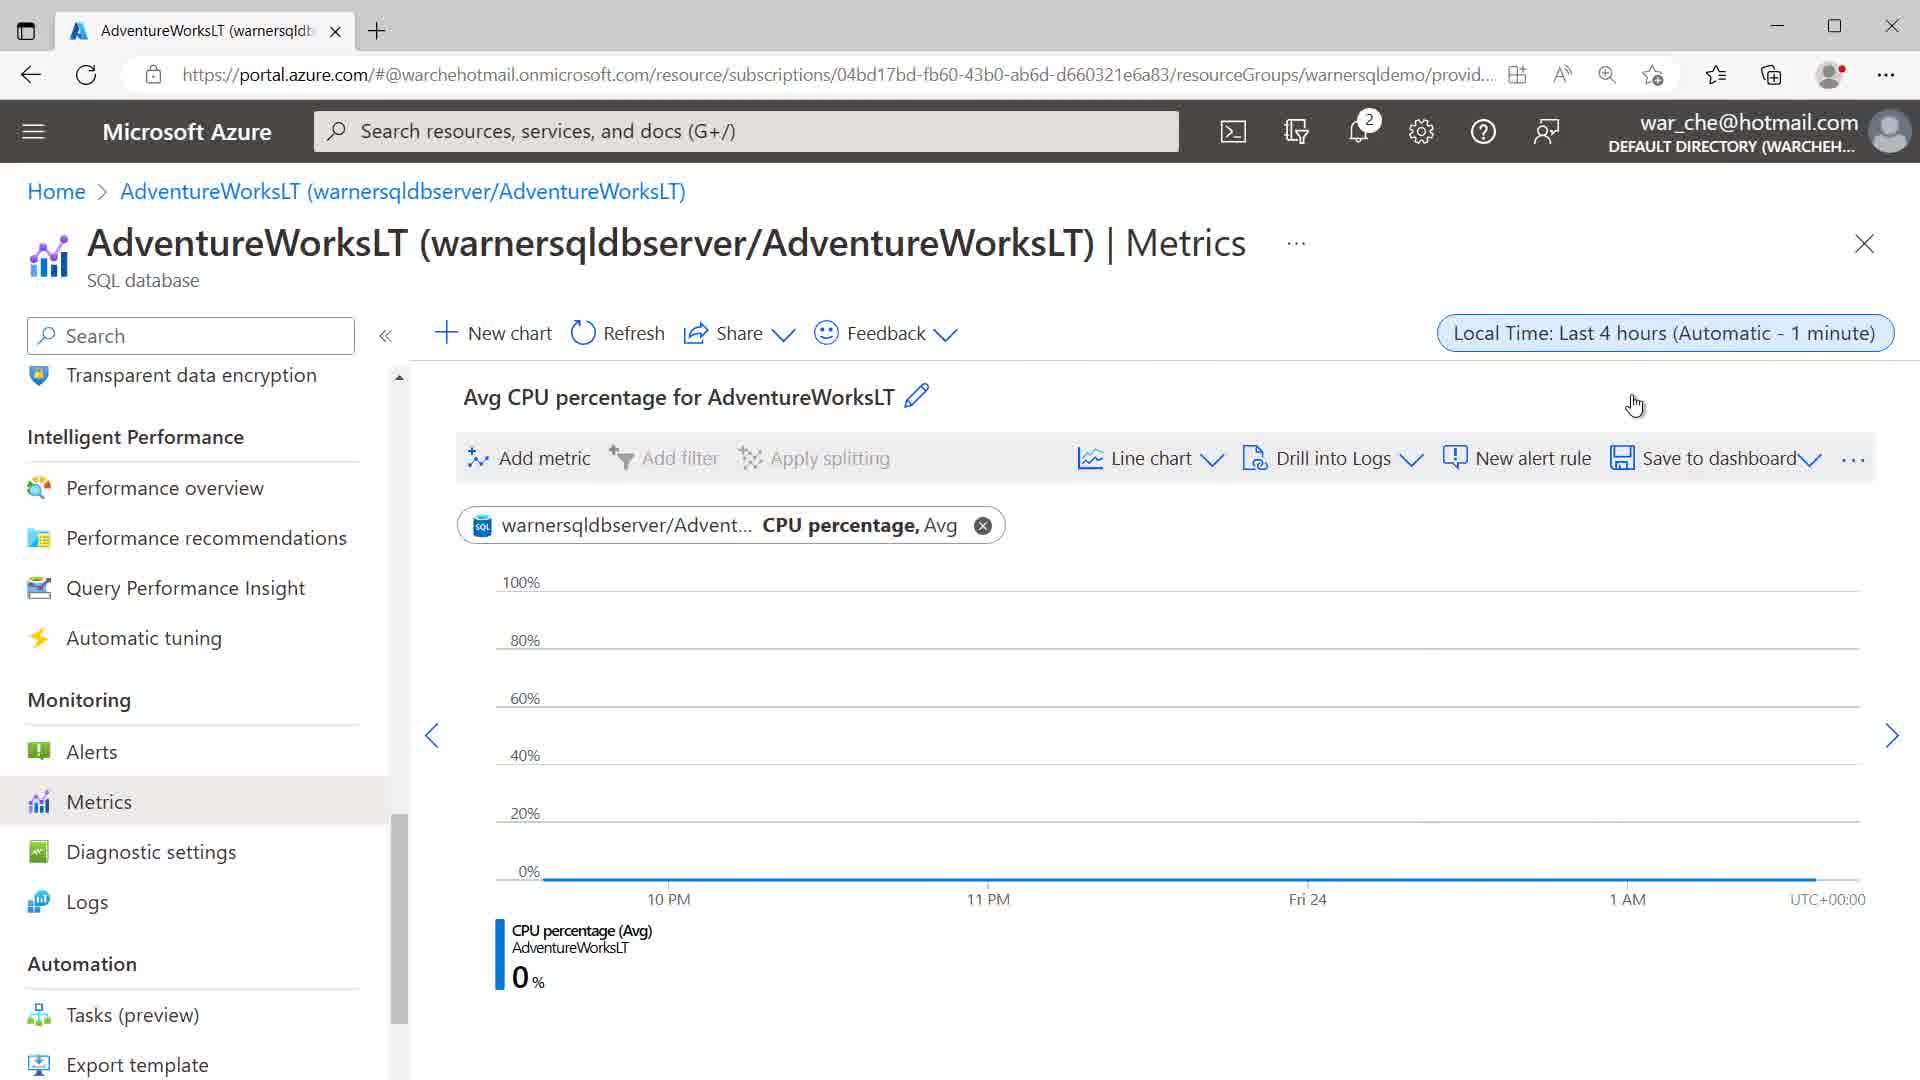 AdventureWorksLT (warnersqldb
https://portal.azure.com/#@warchehotmail.onmicrosoft.com/resource/subscriptions/04bd17bd-fb60-43b0-ab6d-d660321e6a83/resourceGroups/warnersqldemo/provid...
Microsoft Azure
Search resources, services, and docs (G+/)
2
war_che@hotmail.com
DEFAULT DIRECTORY (WARCHEH...
Home > AdventureWorksLT (warnersqldbserver/AdventureWorksLT)
AdventureWorksLT (warnersqldbserver/AdventureWorksLT) | Metrics ...
SQL database
Search
Transparent data encryption
Intelligent Performance
Performance overview
Performance recommendations
Query Performance Insight
Automatic tuning
Monitoring
Alerts
Metrics
Diagnostic settings
Logs
Automation
Tasks (preview)
Export template
New chart Refresh Share Feedback
Local Time: Last 4 hours (Automatic - 1 minute)
Avg CPU percentage for AdventureWorksLT
Add metric Add filter Apply splitting Line chart Drill into Logs New alert rule Save to dashboard ...
SQL warnersqldbserver/Advent... CPU percentage, Avg
100%
80%
60%
40%
20%
0%
10 PM 11 PM Fri 24 1 AM UTC+00:00
CPU percentage (Avg)
AdventureWorksLT
0 %